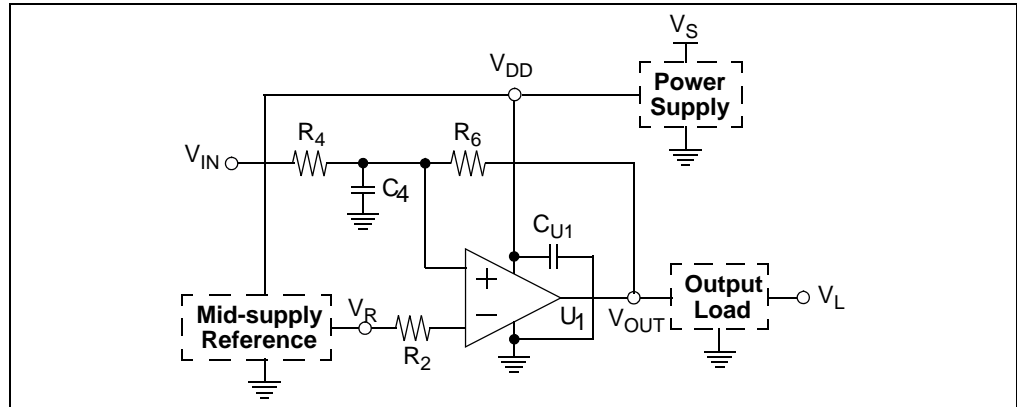 V_S
V_DD
Power
Supply
R_4
R_6
V_IN
C_4
C_U1
+
Output
Load
V_L
Mid-supply
Reference
V_R
−
U_1
V_OUT
R_2